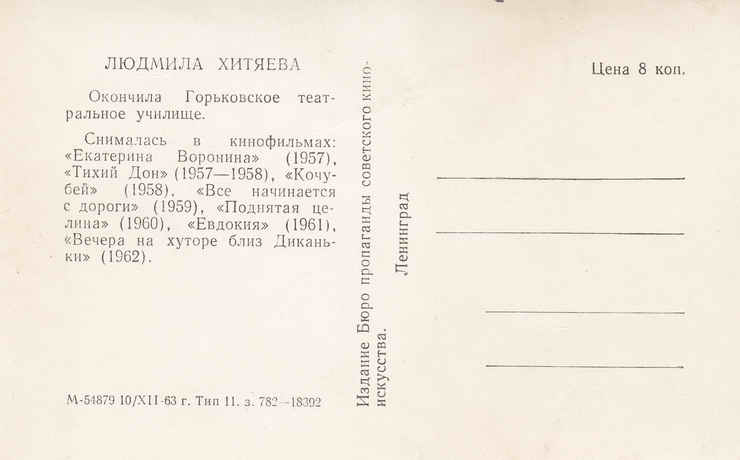 ЛЮДМИЛА ХИТЯЕВА
Окончила Горьковское теат-
ральное училище.
Снималась в кинофильмах:
«Екатерина Воронина» (1957),
«Тихий Дон» (1957—1958), «Кочу-
бей» (1958), «Все начинается
с дороги» (1959), «Поднятая це-
лина» (1960), «Евдокия» (1961),
«Вечера на хуторе близ Дикань-
ки» (1962).
М-54879 10/XII-63 г. Тип 11. з. 782—18392
Издание Бюро пропаганды советского кино-
искусства.
Ленинград
Цена 8 коп.